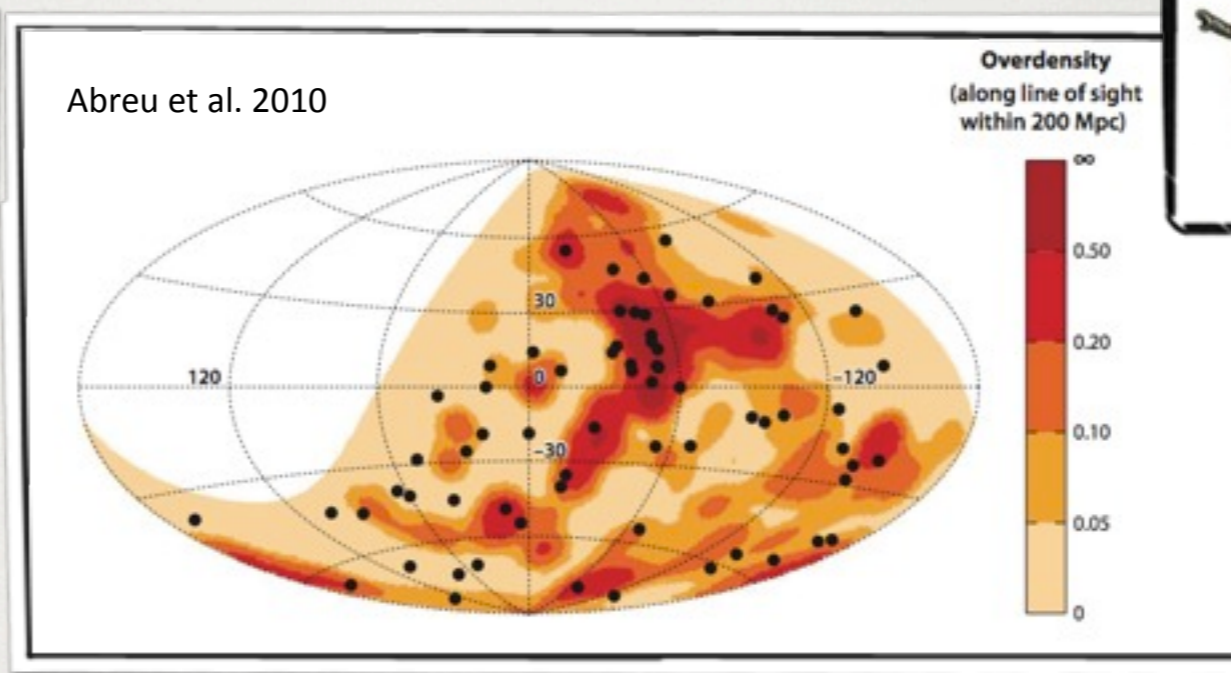 Abreu et al. 2010
Overdensity
(along line of sight
within 200 Mpc)
∞
0.50
0.20
0.10
0.05
0
30
120
0
−120
−30